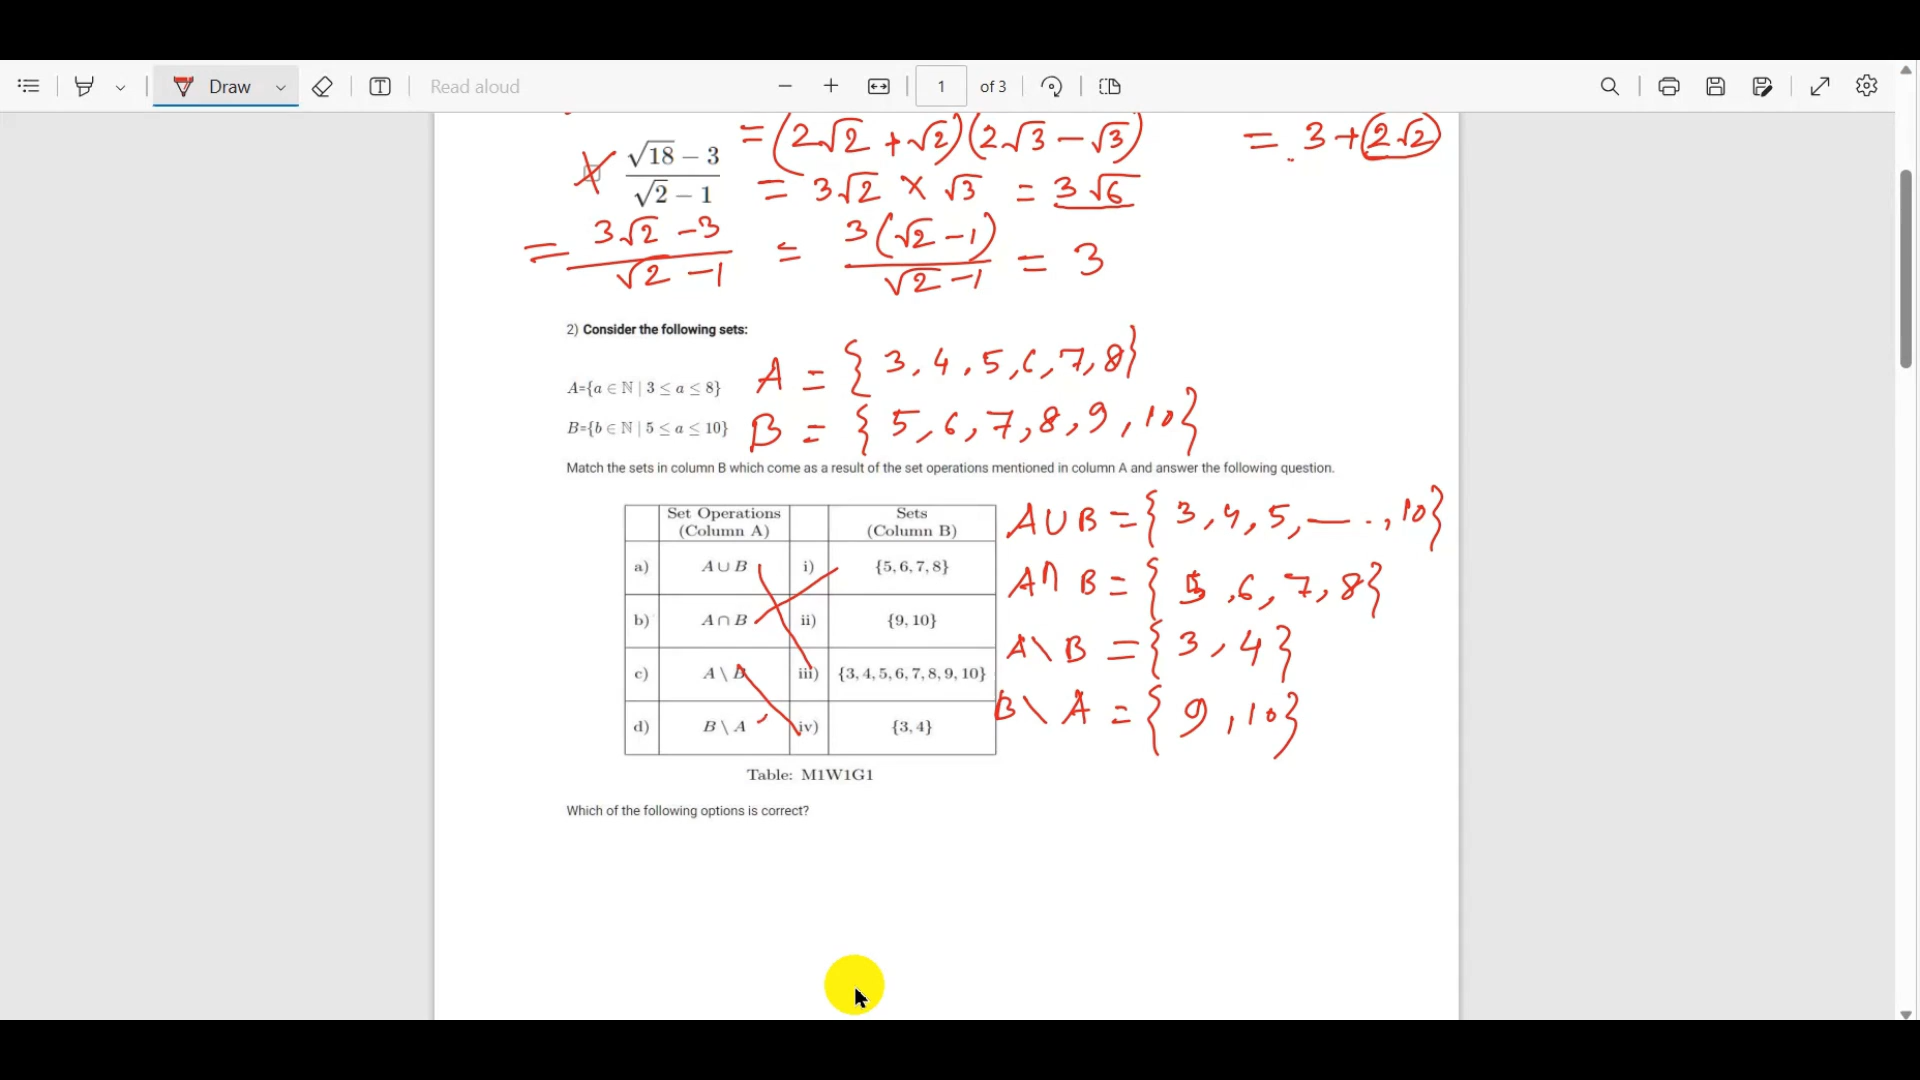 Draw
Read aloud
1 of 3
= (2√2 + √2)(2√3 − √3)
= 3 + 2√2
(√18 − 3)/(√2 − 1)
= 3√2 × √3 = 3√6
= (3√2 − 3)/(√2 − 1) = 3(√2 − 1)/(√2 − 1) = 3
2) Consider the following sets:
A={a ∈ ℕ | 3 ≤ a ≤ 8}
A = { 3, 4, 5, 6, 7, 8}
B={b ∈ ℕ | 5 ≤ a ≤ 10}
B = { 5, 6, 7, 8, 9, 10}
Match the sets in column B which come as a result of the set operations mentioned in column A and answer the following question.
Set Operations (Column A) Sets (Column B)
a) A ∪ B i) {5, 6, 7, 8}
b) A ∩ B ii) {9, 10}
c) A \ B iii) {3, 4, 5, 6, 7, 8, 9, 10}
d) B \ A iv) {3, 4}
A∪B = { 3, 4, 5, — . . , 10}
A∩B = { 5, 6, 7, 8}
A\B = { 3, 4}
B\A = { 9, 10}
Table: M1W1G1
Which of the following options is correct?